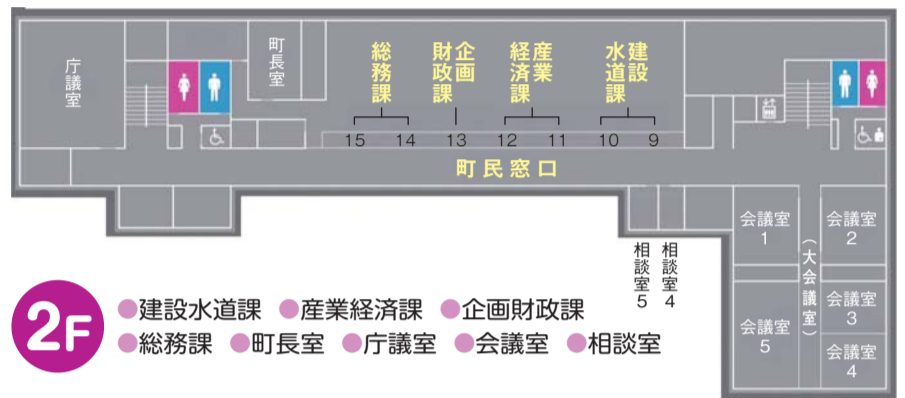 庁議室
町長室
総務課
企画
財政課
産業
経済課
建設
水道課
15 14 13 12 11 10 9
町民窓口
相談室5
相談室4
会議室
1
会議室
2
(大会議室)
会議室
3
会議室
5
会議室
4
2F
●建設水道課 ●産業経済課 ●企画財政課
●総務課 ●町長室 ●庁議室 ●会議室 ●相談室